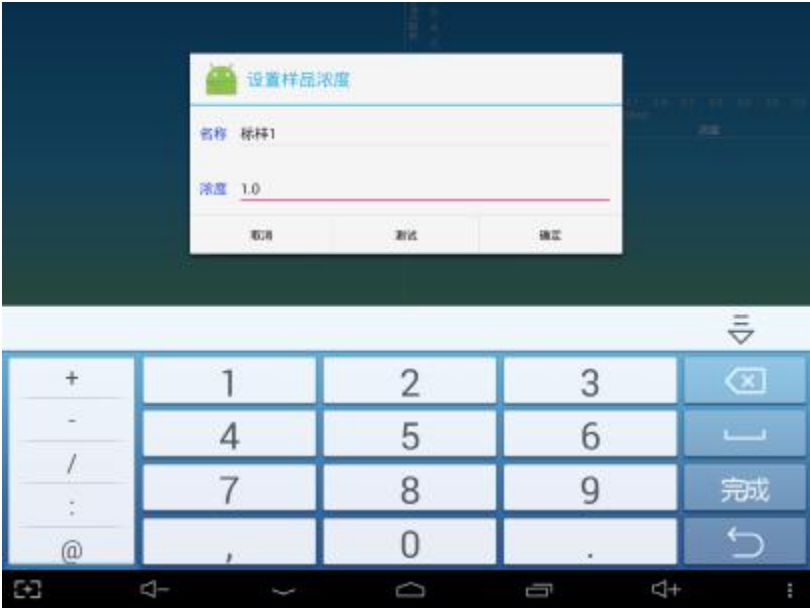 设置样品浓度
名称 标样1
浓度 1.0
取消 测试 确定
+ 1 2 3
- 4 5 6
/ 7 8 9 完成
:
@ , 0 .